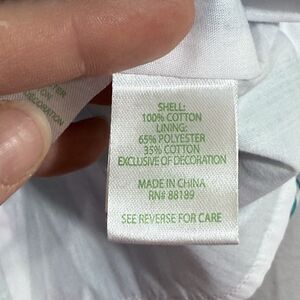 SHELL:
100% COTTON
LINING:
65% POLYESTER
35% COTTON
EXCLUSIVE OF DECORATION
MADE IN CHINA
RN# 88189
SEE REVERSE FOR CARE